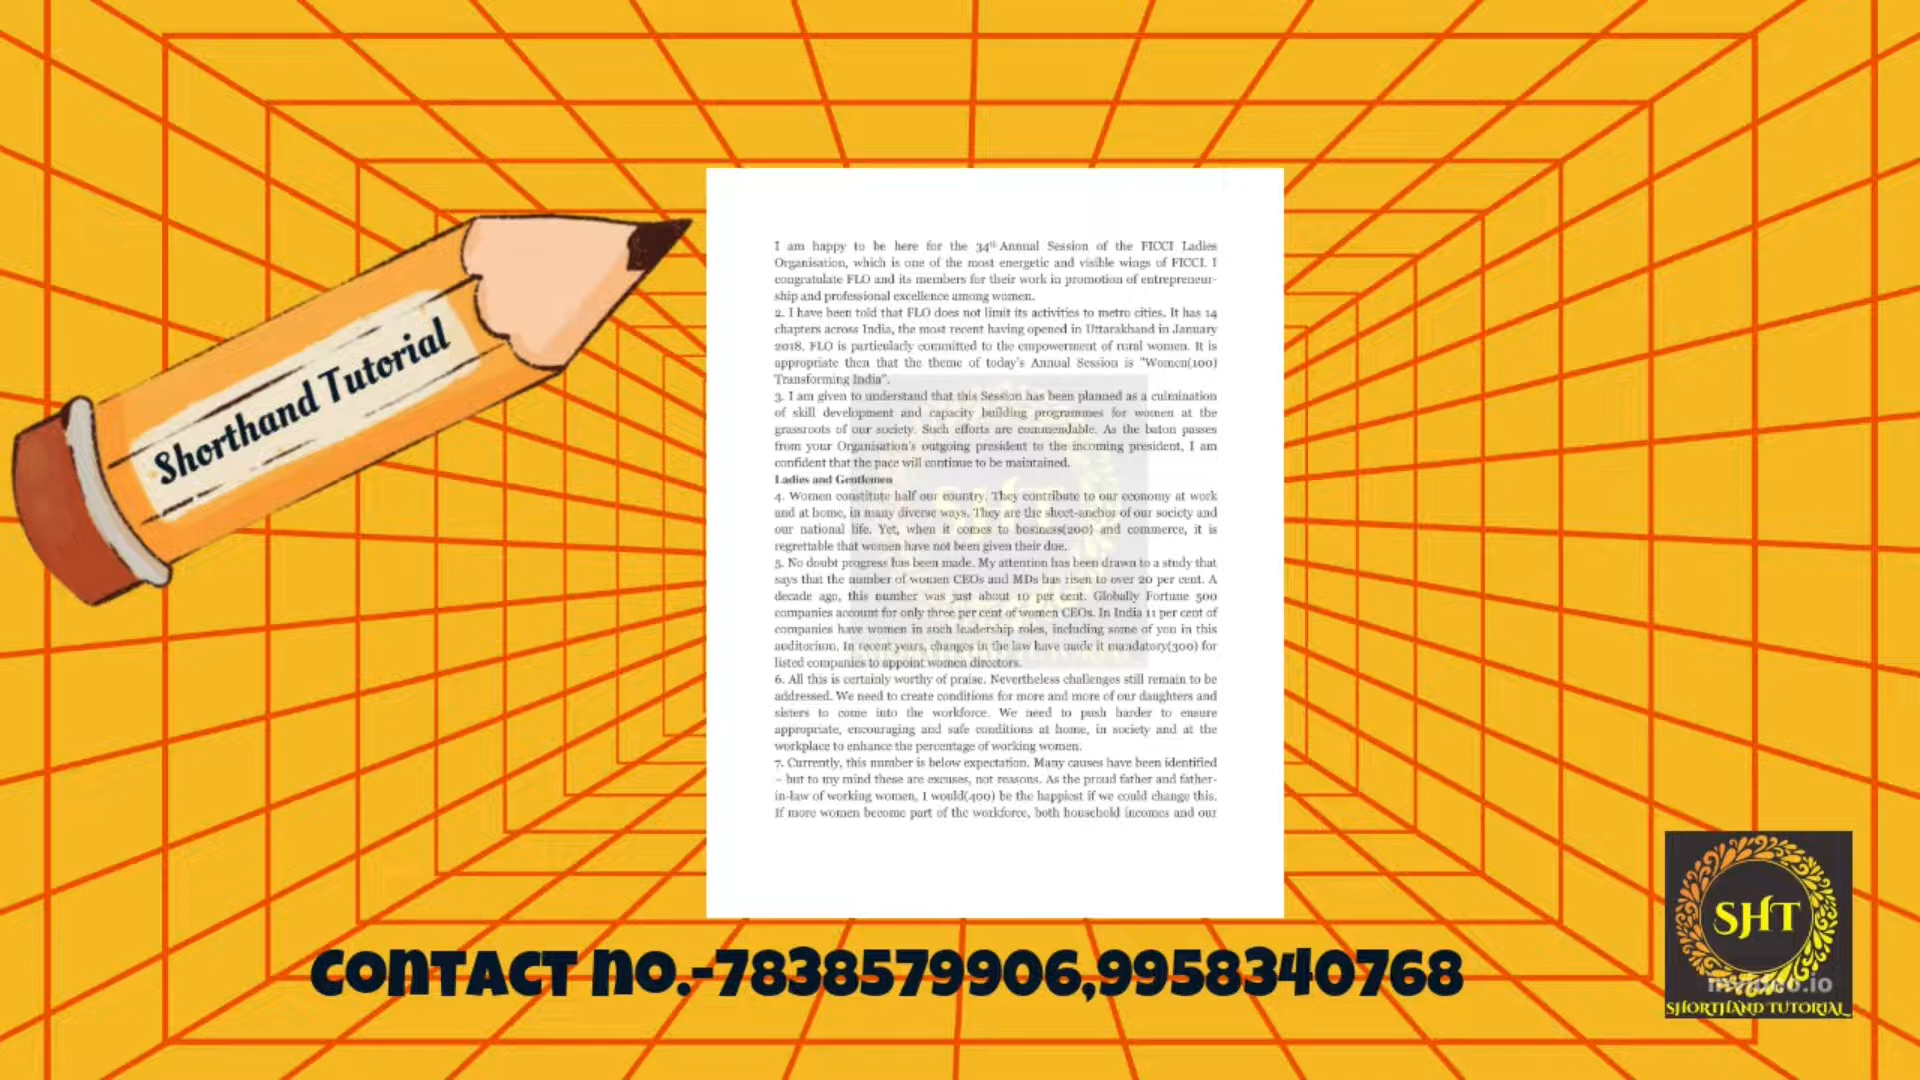 Shorthand Tutorial
I am happy to be here for the 34th Annual Session of the FICCI Ladies
Organisation, which is one of the most energetic and visible wings of FICCI. I
congratulate FLO and its members for their work in promotion of entrepreneur-
ship and professional excellence among women.
2. I have been told that FLO does not limit its activities to metro cities. It has 14
chapters across India, the most recent having opened in Uttarakhand in January
2018. FLO is particularly committed to the empowerment of rural women. It is
appropriate then that the theme of today's Annual Session is "Women(100)
Transforming India".
3. I am given to understand that this Session has been planned as a culmination
of skill development and capacity building programmes for women at the
grassroots of our society. Such efforts are commendable. As the baton passes
from your Organisation's outgoing president to the incoming president, I am
confident that the pace will continue to be maintained.
Ladies and Gentlemen
4. Women constitute half our country. They contribute to our economy at work
and at home, in many diverse ways. They are the sheet-anchor of our society and
our national life. Yet, when it comes to business(200) and commerce, it is
regrettable that women have not been given their due.
5. No doubt progress has been made. My attention has been drawn to a study that
says that the number of women CEOs and MDs has risen to over 20 per cent. A
decade ago, this number was just about 10 per cent. Globally Fortune 500
companies account for only three per cent of women CEOs. In India 11 per cent of
companies have women in such leadership roles, including some of you in this
auditorium. In recent years, changes in the law have made it mandatory(300) for
listed companies to appoint women directors.
6. All this is certainly worthy of praise. Nevertheless challenges still remain to be
addressed. We need to create conditions for more and more of our daughters and
sisters to come into the workforce. We need to push harder to ensure
appropriate, encouraging and safe conditions at home, in society and at the
workplace to enhance the percentage of working women.
7. Currently, this number is below expectation. Many causes have been identified
– but to my mind these are excuses, not reasons. As the proud father and father-
in-law of working women, I would(400) be the happiest if we could change this.
If more women become part of the workforce, both household incomes and our
Contact no.-7838579906,9958340768
SHT
SHORTHAND TUTORIAL